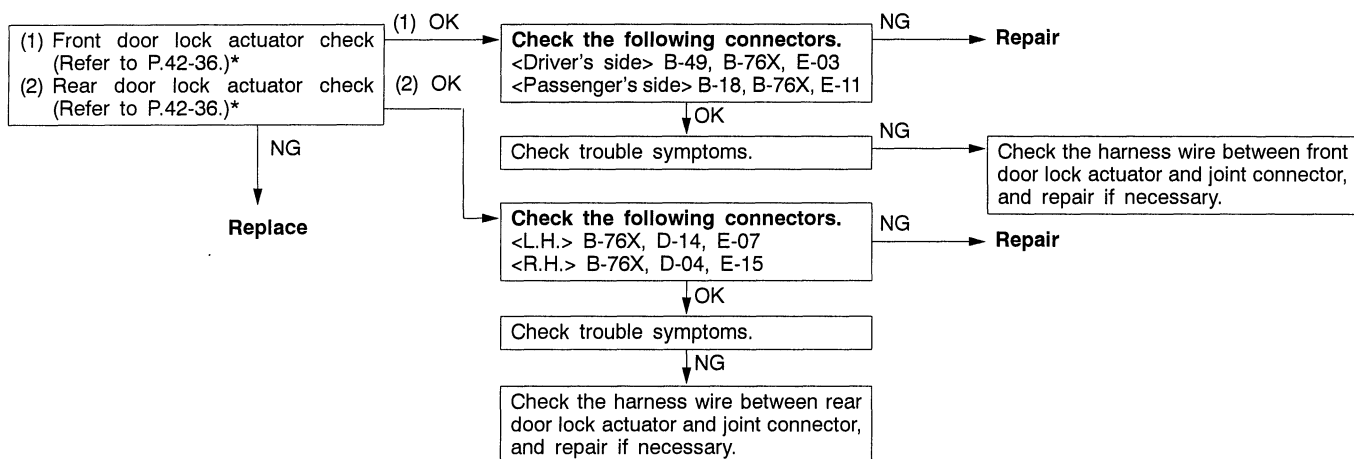 (1) Front door lock actuator check
(Refer to P.42-36.)*
(2) Rear door lock actuator check
(Refer to P.42-36.)*
(1) OK
(2) OK
NG
Replace
Check the following connectors.
<Driver's side> B-49, B-76X, E-03
<Passenger's side> B-18, B-76X, E-11
NG
Repair
OK
Check trouble symptoms.
NG
Check the harness wire between front
door lock actuator and joint connector,
and repair if necessary.
Check the following connectors.
<L.H.> B-76X, D-14, E-07
<R.H.> B-76X, D-04, E-15
NG
Repair
OK
Check trouble symptoms.
NG
Check the harness wire between rear
door lock actuator and joint connector,
and repair if necessary.